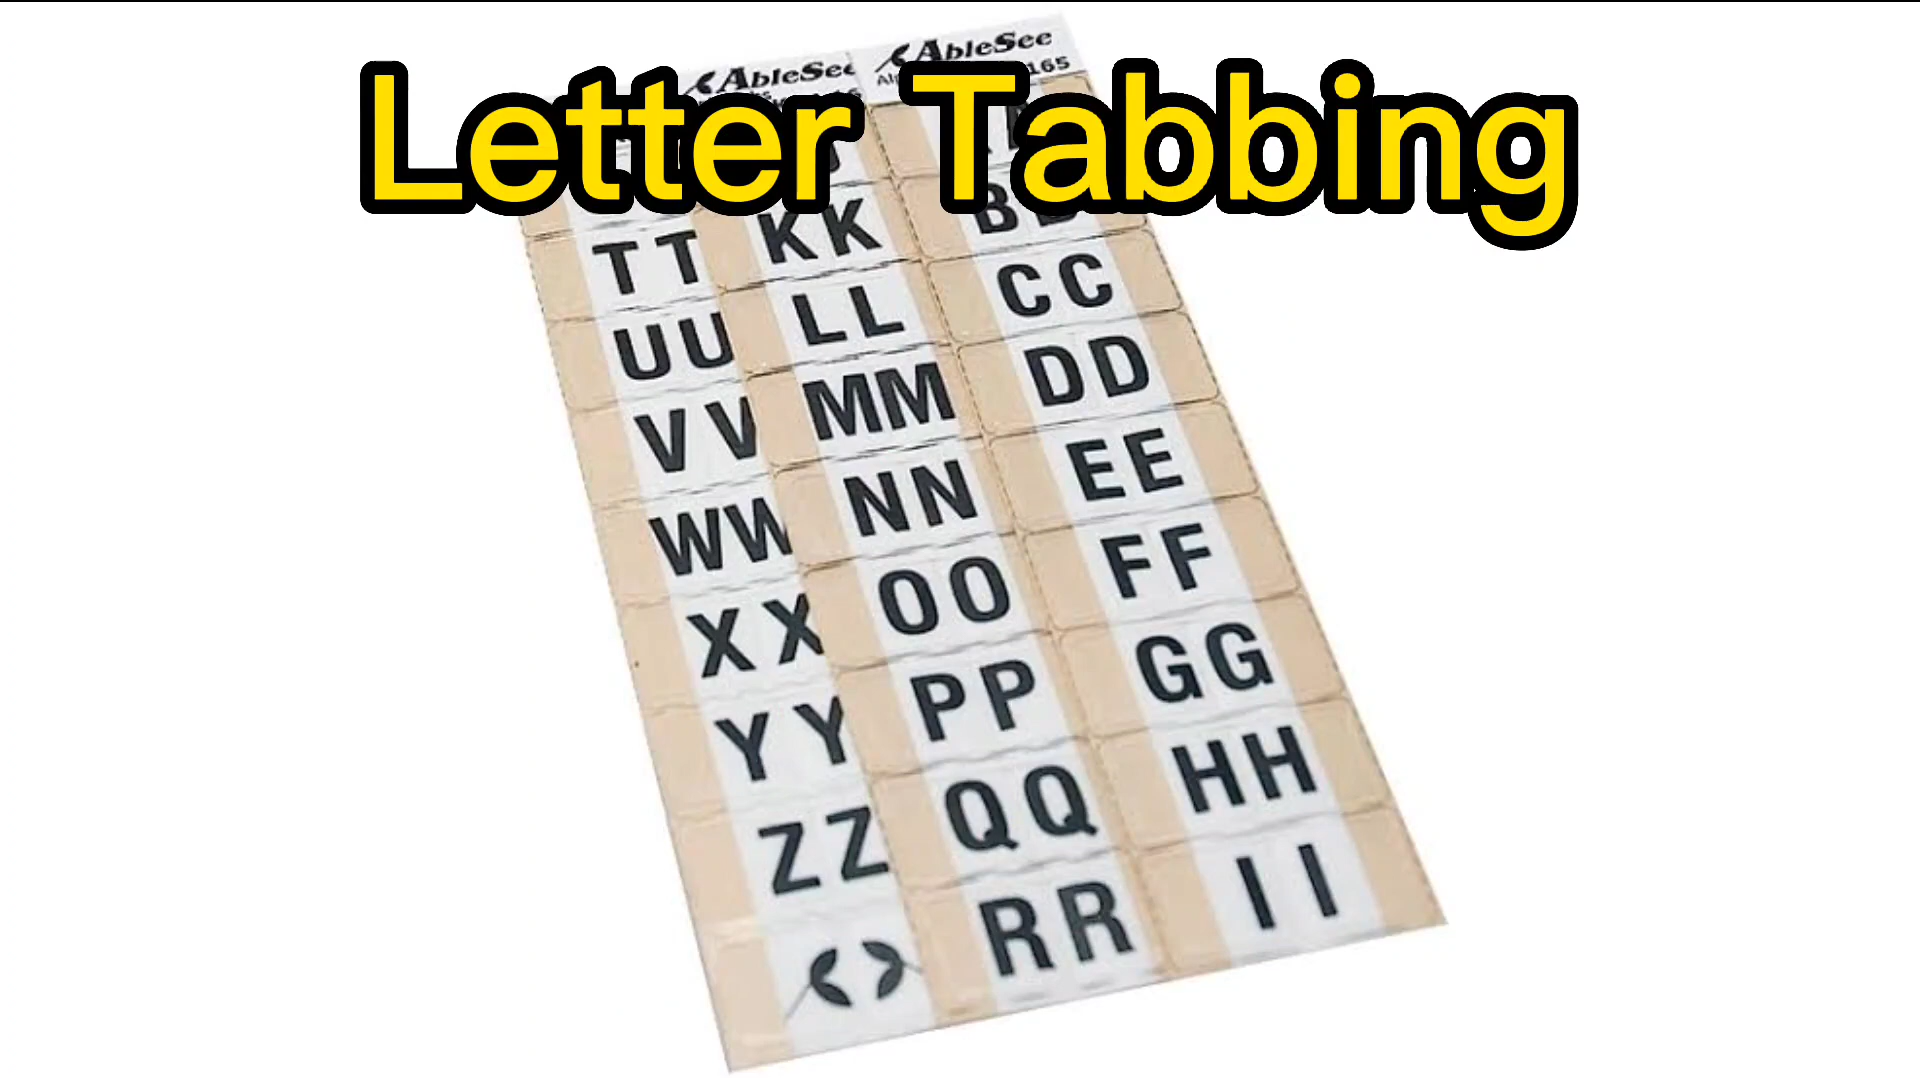 Letter Tabbing
AbleSee
AbleSee
165
TT
UU
VV
WW
XX
YY
ZZ
KK
LL
MM
NN
OO
PP
QQ
RR
CC
DD
EE
FF
GG
HH
II